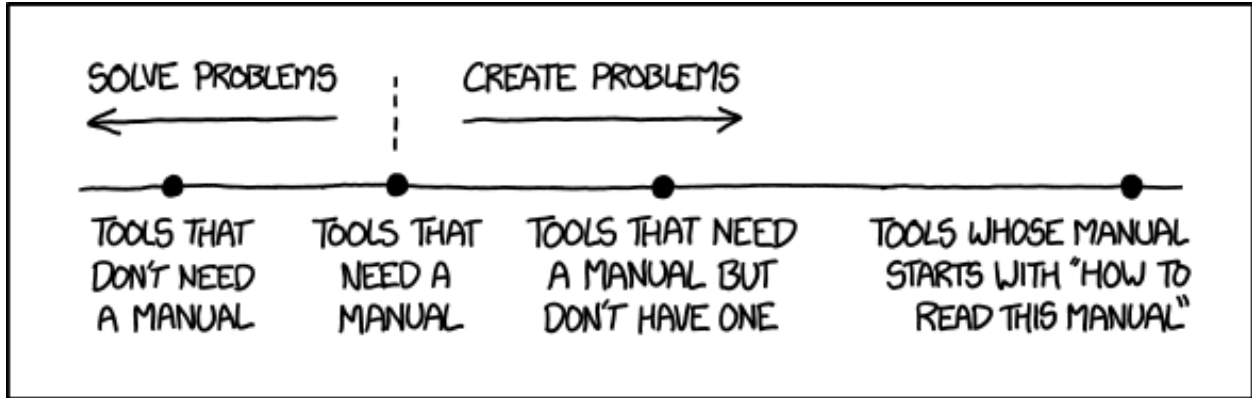 SOLVE PROBLEMS
CREATE PROBLEMS
TOOLS THAT
DON'T NEED
A MANUAL
TOOLS THAT
NEED A
MANUAL
TOOLS THAT NEED
A MANUAL BUT
DON'T HAVE ONE
TOOLS WHOSE MANUAL
STARTS WITH "HOW TO
READ THIS MANUAL"